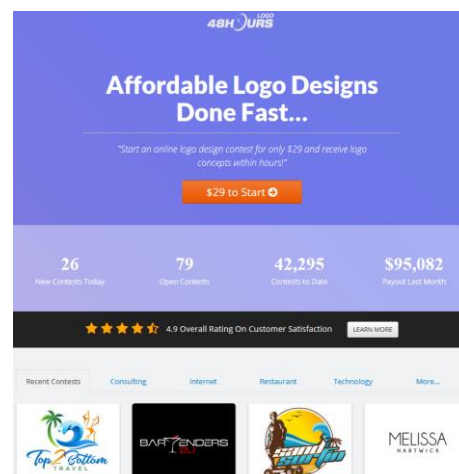 48HOURS
LOGO
Affordable Logo Designs
Done Fast...
"Start an online logo design contest for only $29 and receive logo
concepts within hours!"
$29 to Start
26
New Contests Today
79
Open Contests
42,295
Contests to Date
$95,082
Payout Last Month
4.9 Overall Rating On Customer Satisfaction
LEARN MORE
Recent Contests
Consulting
Internet
Restaurant
Technology
More...
Top 2 Bottom
TRAVEL
BARTENDERS
MELISSA
HARTWICK